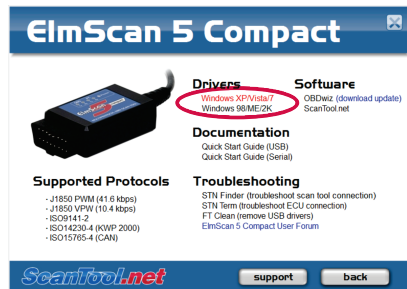 ElmScan 5 Compact
Drivers
Windows XP/Vista/7
Windows 98/ME/2K
Software
OBDwiz (download update)
ScanTool.net
Documentation
Quick Start Guide (USB)
Quick Start Guide (Serial)
Supported Protocols
- J1850 PWM (41.6 kbps)
- J1850 VPW (10.4 kbps)
- ISO9141-2
- ISO14230-4 (KWP 2000)
- ISO15765-4 (CAN)
Troubleshooting
STN Finder (troubleshoot scan tool connection)
STN Term (troubleshoot ECU connection)
FT Clean (remove USB drivers)
ElmScan 5 Compact User Forum
ScanTool.net
support
back